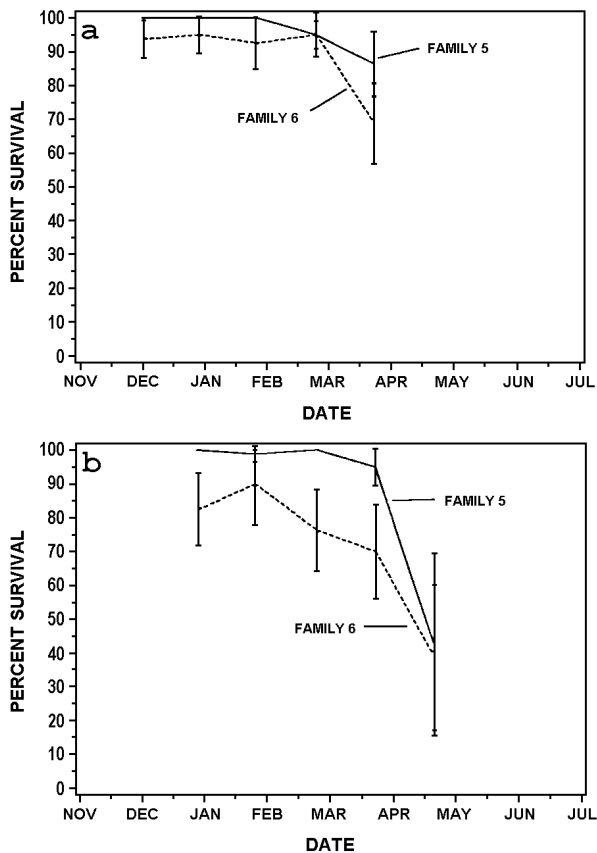 a
100
90
80
70
60
50
40
30
20
10
0
PERCENT SURVIVAL
FAMILY 5
FAMILY 6
NOV DEC JAN FEB MAR APR MAY JUN JUL
DATE
b
100
90
80
70
60
50
40
30
20
10
0
PERCENT SURVIVAL
FAMILY 5
FAMILY 6
NOV DEC JAN FEB MAR APR MAY JUN JUL
DATE